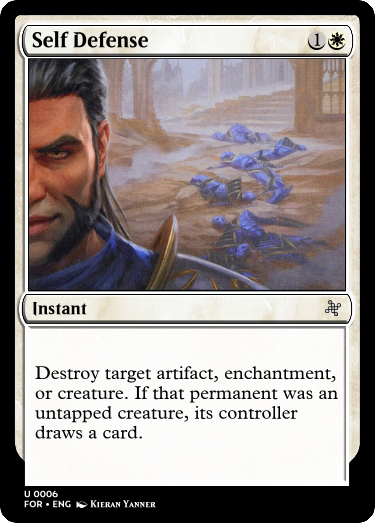 Self Defense 1
Instant
Destroy target artifact, enchantment,
or creature. If that permanent was an
untapped creature, its controller
draws a card.
U 0006
FOR • ENG KIERAN YANNER